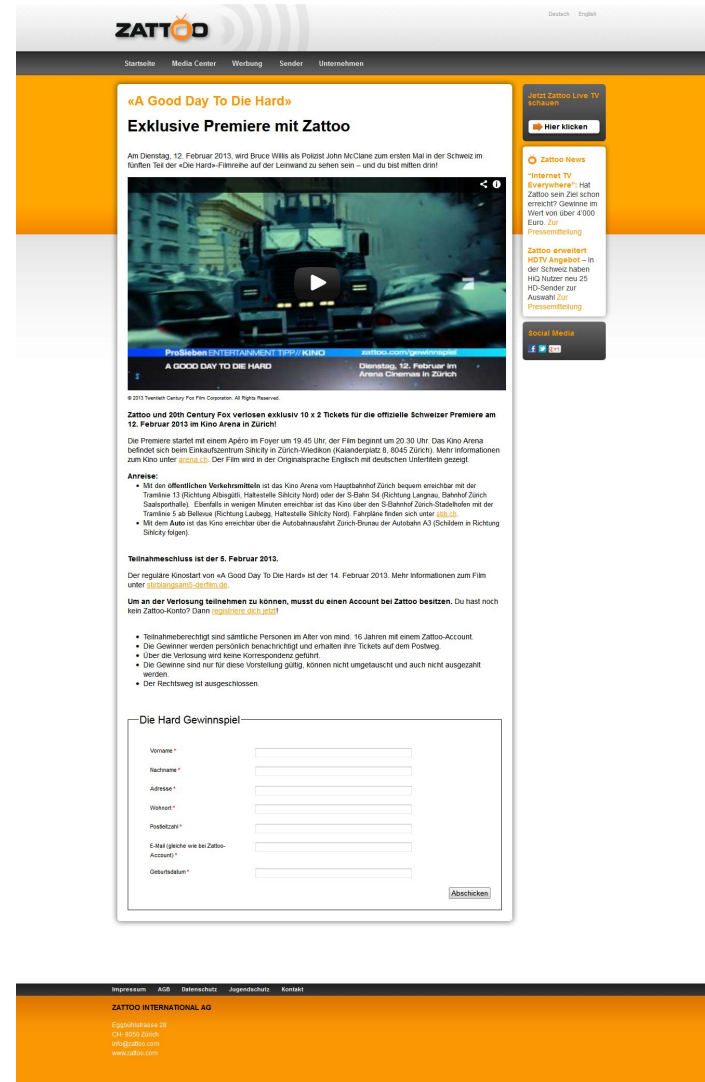 Deutsch English
ZATTOO
Startseite Media Center Werbung Sender Unternehmen
«A Good Day To Die Hard»
Exklusive Premiere mit Zattoo
Am Dienstag, 12. Februar 2013, wird Bruce Willis als Polizist John McClane zum ersten Mal in der Schweiz im
fünften Teil der «Die Hard»-Filmreihe auf der Leinwand zu sehen sein – und du bist mitten drin!
ProSieben ENTERTAINMENT TIPP// KINO zattoo.com/gewinnspiel
A GOOD DAY TO DIE HARD
Dienstag, 12. Februar im
Arena Cinemas in Zürich
© 2013 Twentieth Century Fox Film Corporation. All Rights Reserved.
Zattoo und 20th Century Fox verlosen exklusiv 10 x 2 Tickets für die offizielle Schweizer Premiere am
12. Februar 2013 im Kino Arena in Zürich!
Die Premiere startet mit einem Apéro im Foyer um 19.45 Uhr, der Film beginnt um 20.30 Uhr. Das Kino Arena
befindet sich beim Einkaufszentrum Sihlcity in Zürich-Wiedikon (Kalanderplatz 8, 8045 Zürich). Mehr Informationen
zum Kino unter arena.ch. Der Film wird in der Originalsprache Englisch mit deutschen Untertiteln gezeigt.
Anreise:
• Mit den öffentlichen Verkehrsmitteln ist das Kino Arena vom Hauptbahnhof Zürich bequem erreichbar mit der
Tramlinie 13 (Richtung Albisgütli, Haltestelle Sihlcity Nord) oder der S-Bahn S4 (Richtung Langnau, Bahnhof Zürich
Saalsporthalle). Ebenfalls in wenigen Minuten erreichbar ist das Kino über den S-Bahnhof Zürich-Stadelhofen mit der
Tramlinie 5 ab Bellevue (Richtung Laubegg, Haltestelle Sihlcity Nord). Fahrpläne finden sich unter sbb.ch.
• Mit dem Auto ist das Kino erreichbar über die Autobahnausfahrt Zürich-Brunau der Autobahn A3 (Schildern in Richtung
Sihlcity folgen).
Teilnahmeschluss ist der 5. Februar 2013.
Der reguläre Kinostart von «A Good Day To Die Hard» ist der 14. Februar 2013. Mehr Informationen zum Film
unter stirblangsam5-derfilm.de.
Um an der Verlosung teilnehmen zu können, musst du einen Account bei Zattoo besitzen. Du hast noch
kein Zattoo-Konto? Dann registriere dich jetzt!
• Teilnahmeberechtigt sind sämtliche Personen im Alter von mind. 16 Jahren mit einem Zattoo-Account.
• Die Gewinner werden persönlich benachrichtigt und erhalten ihre Tickets auf dem Postweg.
• Über die Verlosung wird keine Korrespondenz geführt.
• Die Gewinne sind nur für diese Vorstellung gültig, können nicht umgetauscht und auch nicht ausgezahlt
werden.
• Der Rechtsweg ist ausgeschlossen.
Die Hard Gewinnspiel
Vorname *
Nachname *
Adresse *
Wohnort *
Postleitzahl *
E-Mail (gleiche wie bei Zattoo-
Account) *
Geburtsdatum *
Abschicken
Jetzt Zattoo Live TV
schauen
Hier klicken
Zattoo News
"Internet TV
Everywhere": Hat
Zattoo sein Ziel schon
erreicht? Gewinne im
Wert von über 4'000
Euro. Zur
Pressemitteilung
Zattoo erweitert
HDTV Angebot – In
der Schweiz haben
HiQ Nutzer neu 25
HD-Sender zur
Auswahl Zur
Pressemitteilung
Social Media
Impressum AGB Datenschutz Jugendschutz Kontakt
ZATTOO INTERNATIONAL AG
Eggbühlstrasse 28
CH- 8050 Zürich
info@zattoo.com
www.zattoo.com